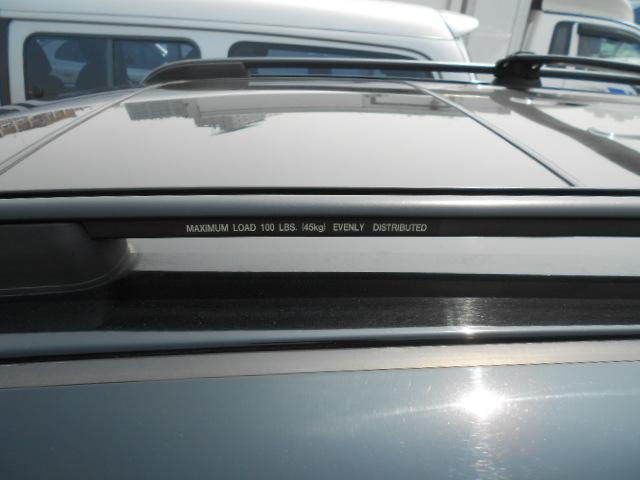 MAXIMUM LOAD 100 LBS. (45kg) EVENLY DISTRIBUTED